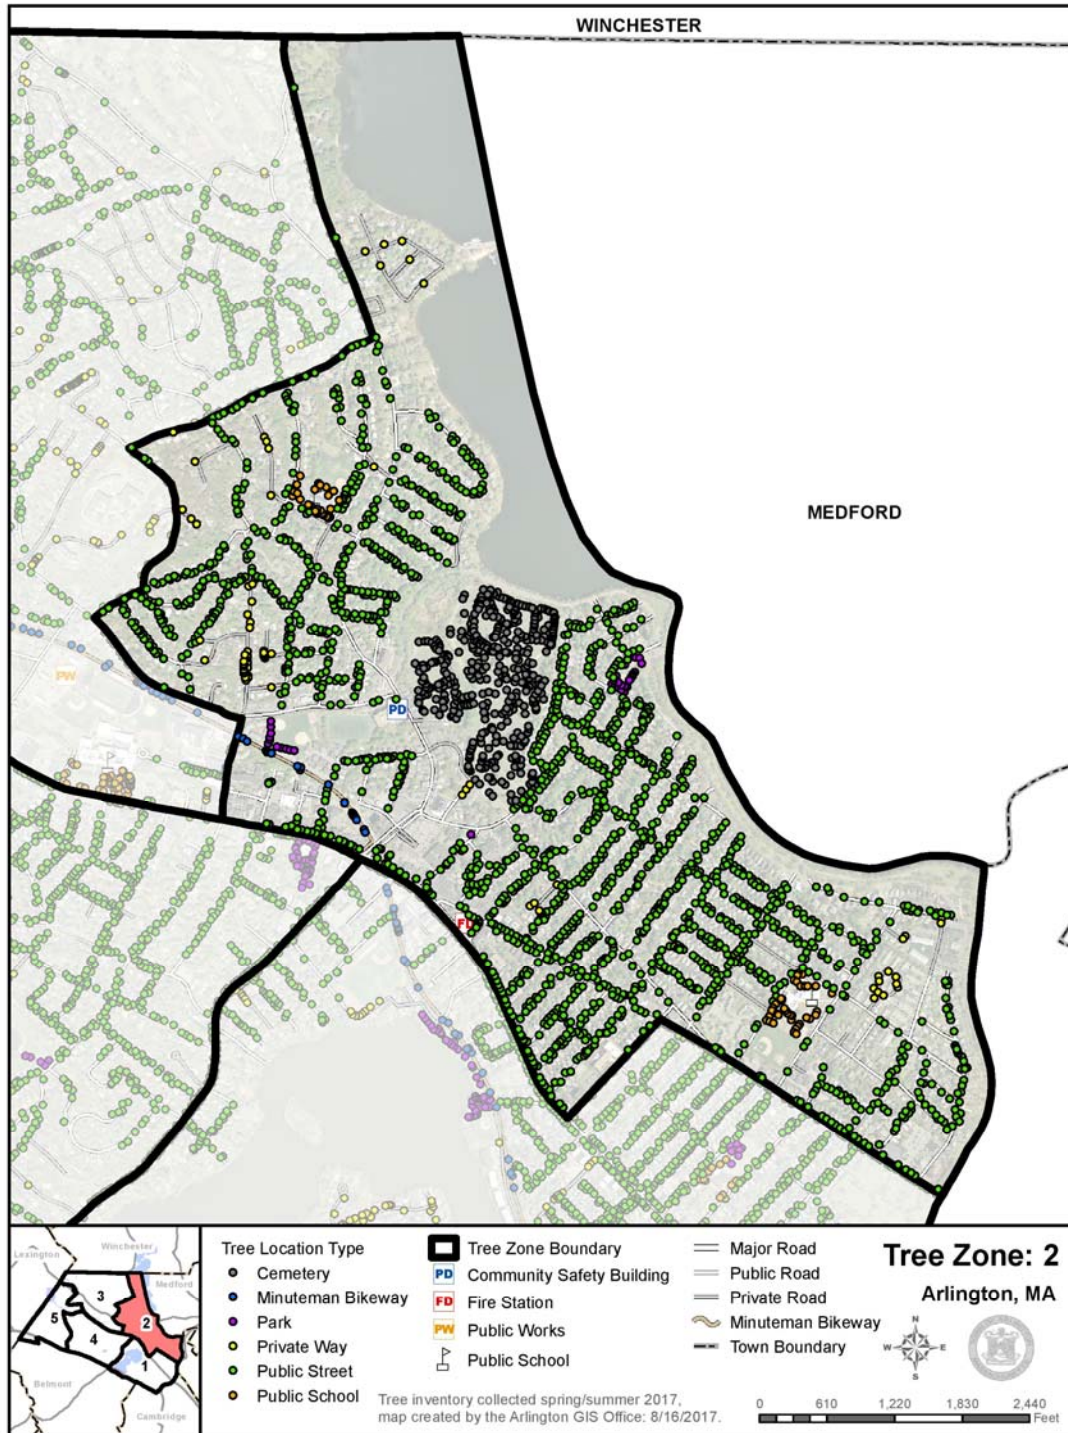 WINCHESTER
MEDFORD
PW
PD
FD
Lexington
Winchester
Medford
3
5
2
4
1
Belmont
Cambridge
Tree Location Type
Cemetery
Minuteman Bikeway
Park
Private Way
Public Street
Public School
Tree Zone Boundary
PD Community Safety Building
FD Fire Station
PW Public Works
Public School
Major Road
Public Road
Private Road
Minuteman Bikeway
Town Boundary
Tree inventory collected spring/summer 2017,
map created by the Arlington GIS Office: 8/16/2017.
Tree Zone: 2
Arlington, MA
N
W E
S
0 610 1,220 1,830 2,440
Feet